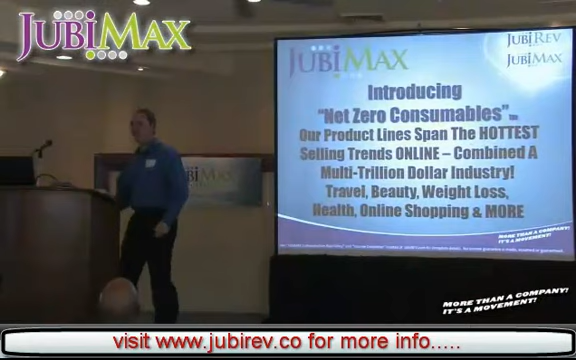 JUBIMAX
JUBIREV
JUBIMAX
JUBIMAX
Introducing
"Net Zero Consumables"™
Our Product Lines Span The HOTTEST
Selling Trends ONLINE – Combined A
Multi-Trillion Dollar Industry!
Travel, Beauty, Weight Loss,
Health, Online Shopping & MORE
MORE THAN A COMPANY!
IT'S A MOVEMENT!
MORE THAN A COMPANY!
IT'S A MOVEMENT!
visit www.jubirev.co for more info.....